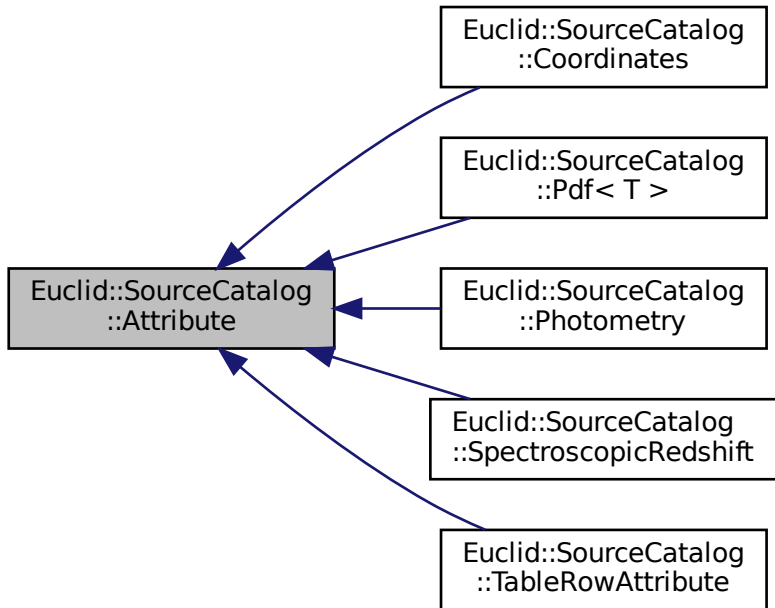 Euclid::SourceCatalog
::Coordinates
Euclid::SourceCatalog
::Pdf< T >
Euclid::SourceCatalog
::Attribute
Euclid::SourceCatalog
::Photometry
Euclid::SourceCatalog
::SpectroscopicRedshift
Euclid::SourceCatalog
::TableRowAttribute